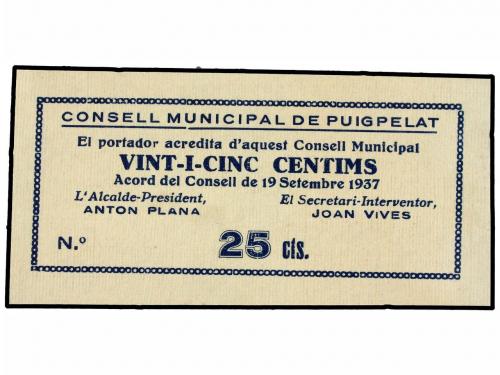 CONSELL MUNICIPAL DE PUIGPELAT
El portador acredita d'aquest Consell Municipal
VINT-I-CINC CENTIMS
Acord del Consell de 19 Setembre 1937
L'Alcalde-President, El Secretari-Interventor,
ANTON PLANA JOAN VIVES
N.º 25 cts.